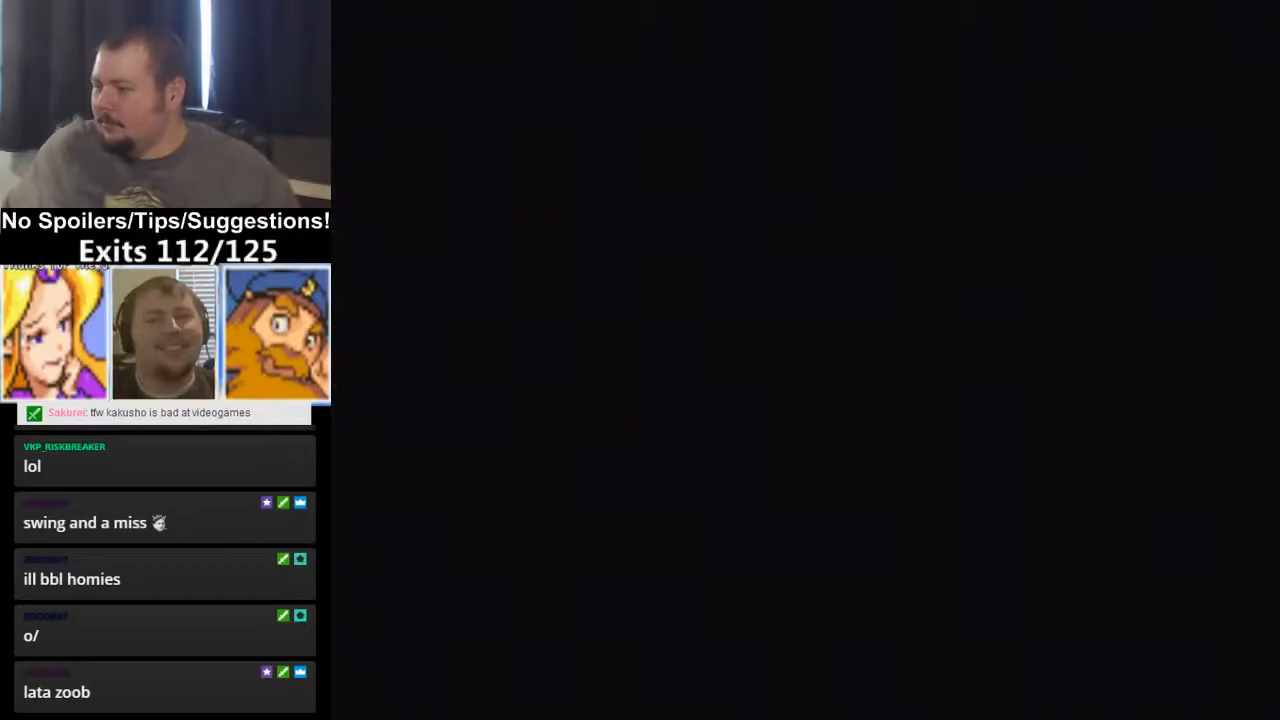 No Spoilers/Tips/Suggestions!
Exits 112/125
Sakurei: tfw kakusho is bad at videogames
VKP_RISKBREAKER
lol
swing and a miss
ill bbl homies
o/
lata zoob